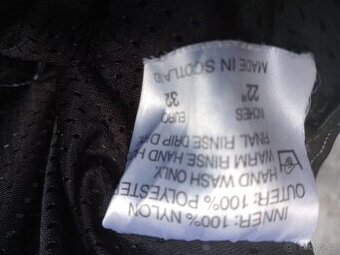 INNER: 100% NYLON
OUTER: 100% POLYESTE
HAND WASH ONLY.
WARM RINSE HAND H
FINAL RINSE DRIP D
INCHES EURO
22" 32
MADE IN SCOTLAND